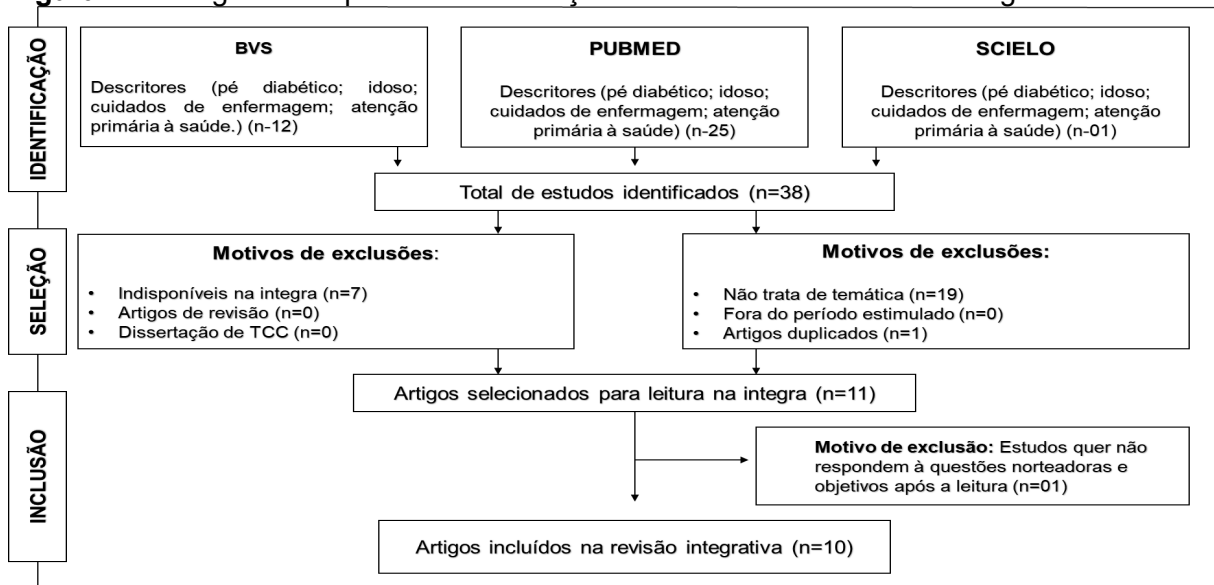 IDENTIFICAÇÃO
BVS
Descritores (pé diabético; idoso;
cuidados de enfermagem; atenção
primária à saúde.) (n-12)
PUBMED
Descritores (pé diabético; idoso;
cuidados de enfermagem; atenção
primária à saúde) (n-25)
SCIELO
Descritores (pé diabético; idoso;
cuidados de enfermagem; atenção
primária à saúde) (n-01)
Total de estudos identificados (n=38)
SELEÇÃO
Motivos de exclusões:
• Indisponíveis na integra (n=7)
• Artigos de revisão (n=0)
• Dissertação de TCC (n=0)
Motivos de exclusões:
• Não trata de temática (n=19)
• Fora do período estimulado (n=0)
• Artigos duplicados (n=1)
Artigos selecionados para leitura na integra (n=11)
INCLUSÃO
Motivo de exclusão: Estudos quer não
respondem à questões norteadoras e
objetivos após a leitura (n=01)
Artigos incluídos na revisão integrativa (n=10)